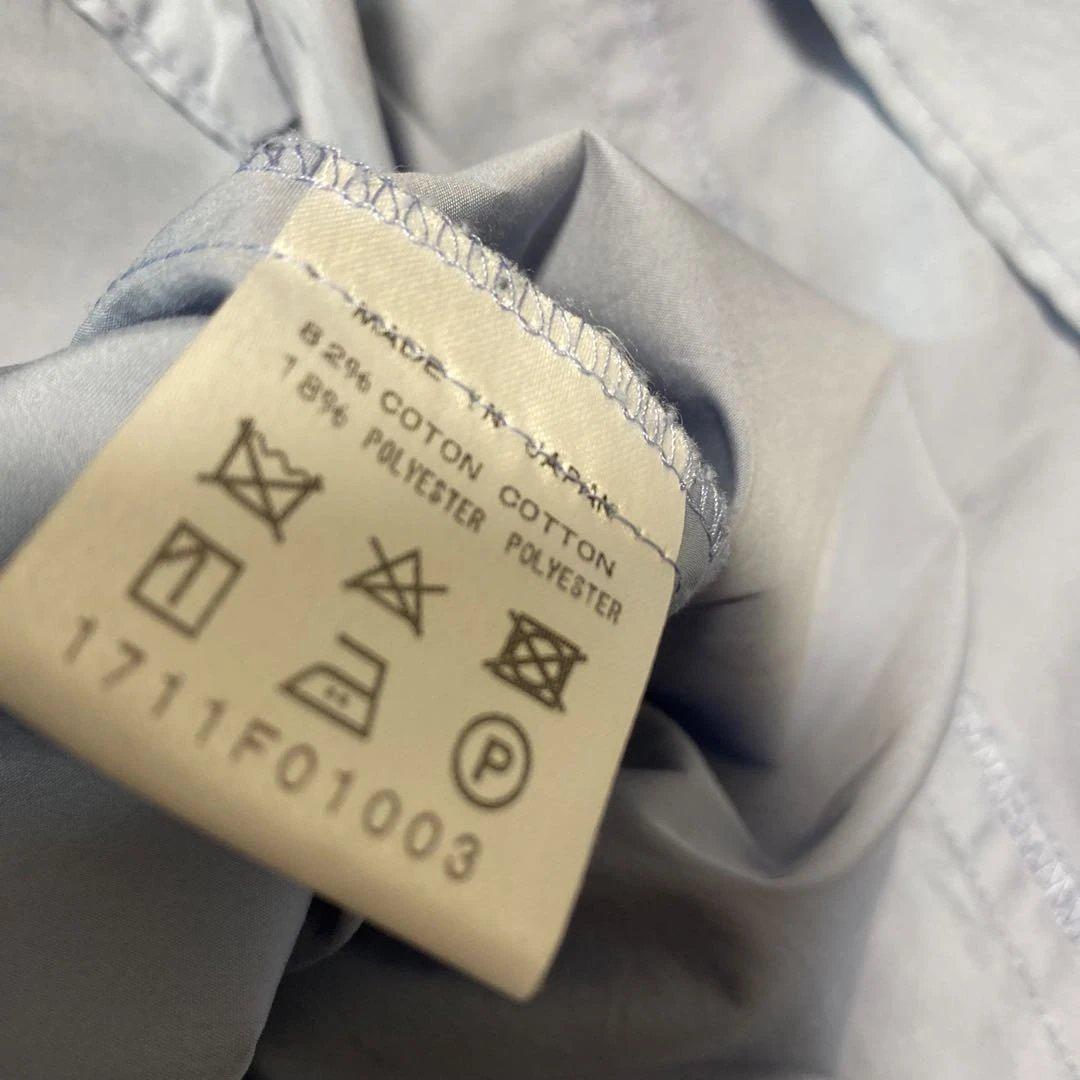 MADE IN JAPAN
82% COTON COTTON
18% POLYESTER POLYESTER
P
1711F01003